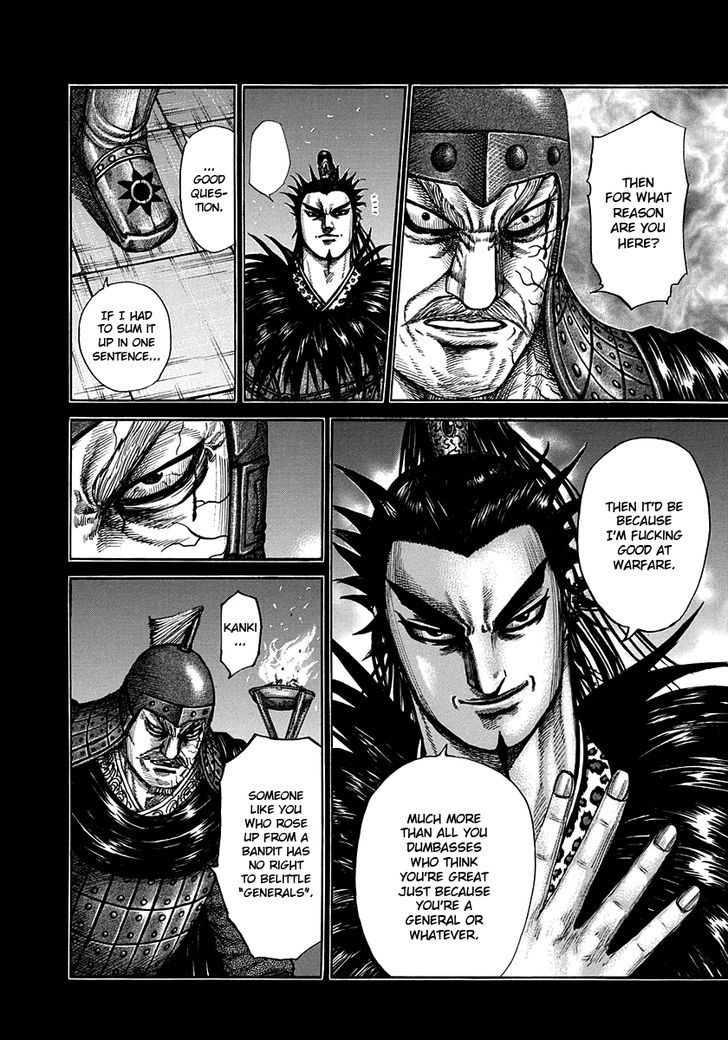 THEN
FOR WHAT
REASON
ARE YOU
HERE?
...
GOOD
QUES-
TION.
IF I HAD
TO SUM IT
UP IN ONE
SENTENCE...
THEN IT'D BE
BECAUSE
I'M FUCKING
GOOD AT
WARFARE.
MUCH MORE
THAN ALL YOU
DUMBASSES
WHO THINK
YOU'RE GREAT
JUST BECAUSE
YOU'RE A
GENERAL OR
WHATEVER.
KANKI
...
SOMEONE
LIKE YOU
WHO ROSE
UP FROM A
BANDIT HAS
NO RIGHT
TO BELITTLE
"GENERALS".